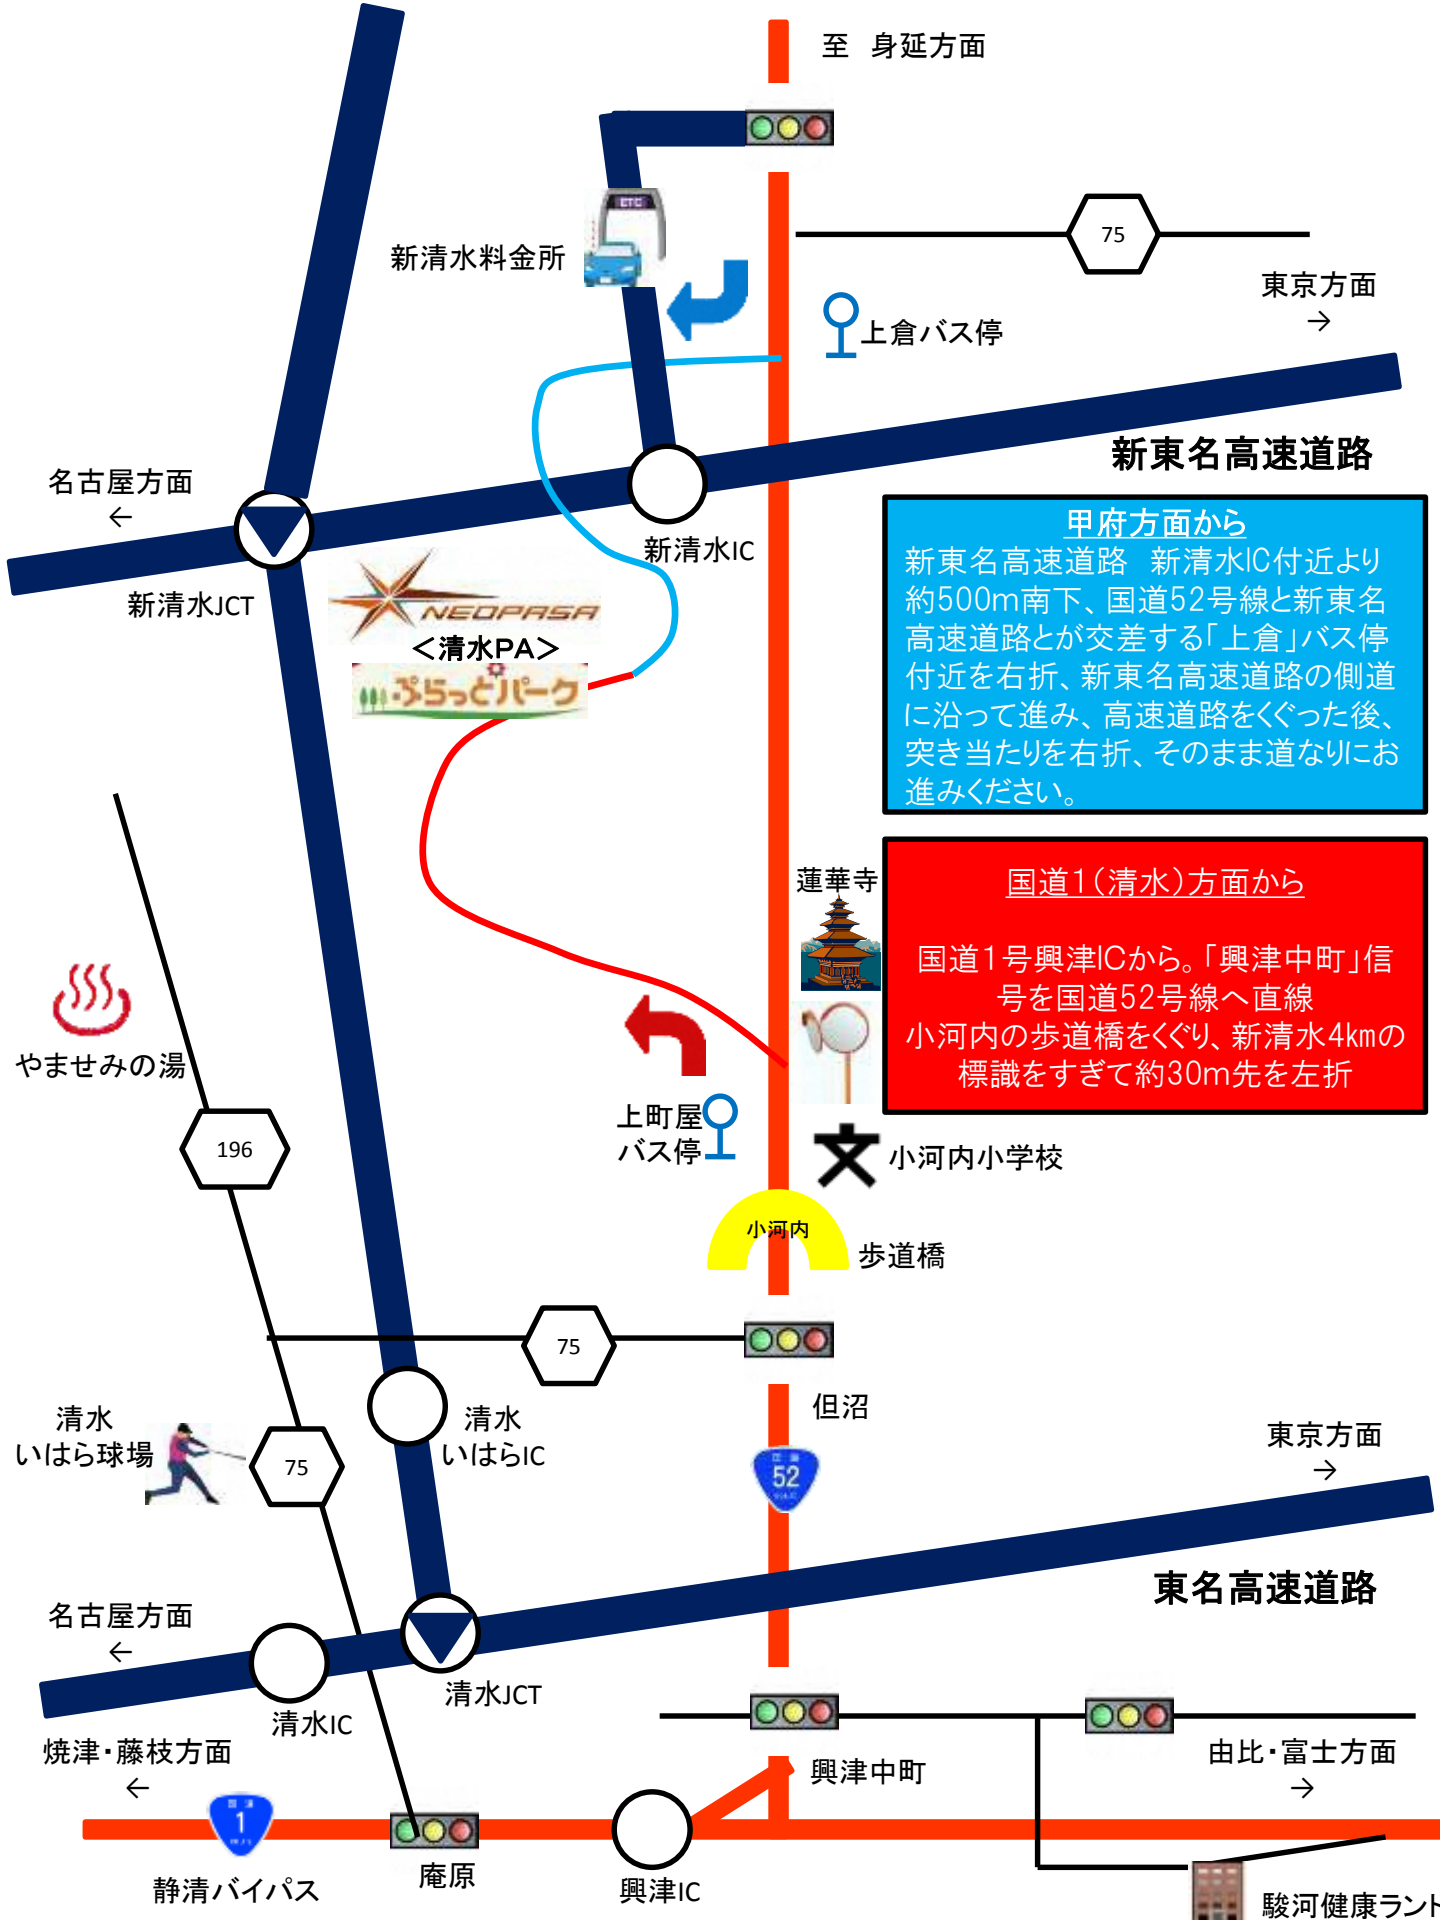 至　身延方面
ETC
新清水料金所
75
東京方面
→
上倉バス停
新東名高速道路
名古屋方面
←
新清水IC
新清水JCT
NEOPASA
＜清水PA＞
ぷらっとパーク
甲府方面から
新東名高速道路　新清水IC付近より
約500m南下、国道52号線と新東名
高速道路とが交差する「上倉」バス停
付近を右折、新東名高速道路の側道
に沿って進み、高速道路をくぐった後、
突き当たりを右折、そのまま道なりにお
進みください。
蓮華寺
国道1（清水）方面から
国道1号興津ICから。「興津中町」信
号を国道52号線へ直線
小河内の歩道橋をくぐり、新清水4kmの
標識をすぎて約30m先を左折
やませみの湯
上町屋
バス停
196
文
小河内小学校
小河内
歩道橋
75
但沼
清水
いはら球場
75
清水
いはらIC
国道
52
東京方面
→
東名高速道路
名古屋方面
←
清水JCT
清水IC
焼津・藤枝方面
←
興津中町
由比・富士方面
→
国道
1
静清バイパス
庵原
興津IC
駿河健康ランド